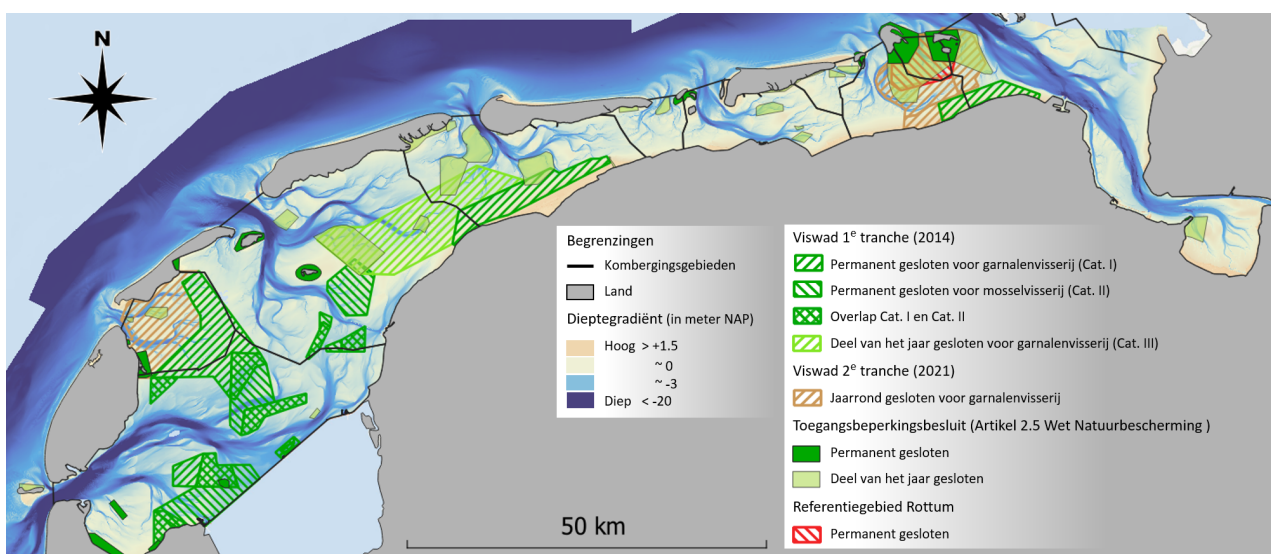 N
Begrenzingen
Kombergingsgebieden
Land
Dieptegradiënt (in meter NAP)
Hoog > +1.5
~ 0
~ -3
Diep < -20
Viswad 1e tranche (2014)
Permanent gesloten voor garnalenvisserij (Cat. I)
Permanent gesloten voor mosselvisserij (Cat. II)
Overlap Cat. I en Cat. II
Deel van het jaar gesloten voor garnalenvisserij (Cat. III)
Viswad 2e tranche (2021)
Jaarrond gesloten voor garnalenvisserij
Toegangsbeperkingsbesluit (Artikel 2.5 Wet Natuurbescherming )
Permanent gesloten
Deel van het jaar gesloten
Referentiegebied Rottum
Permanent gesloten
50 km